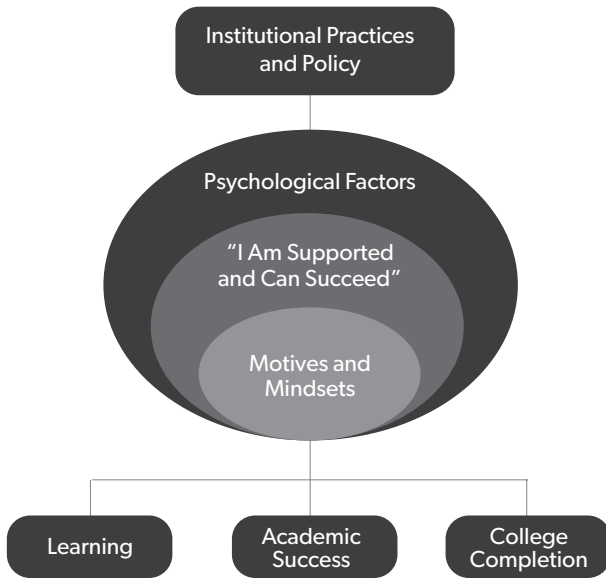 Institutional Practices
and Policy
Psychological Factors
“I Am Supported
and Can Succeed”
Motives and
Mindsets
Learning
Academic
Success
College
Completion